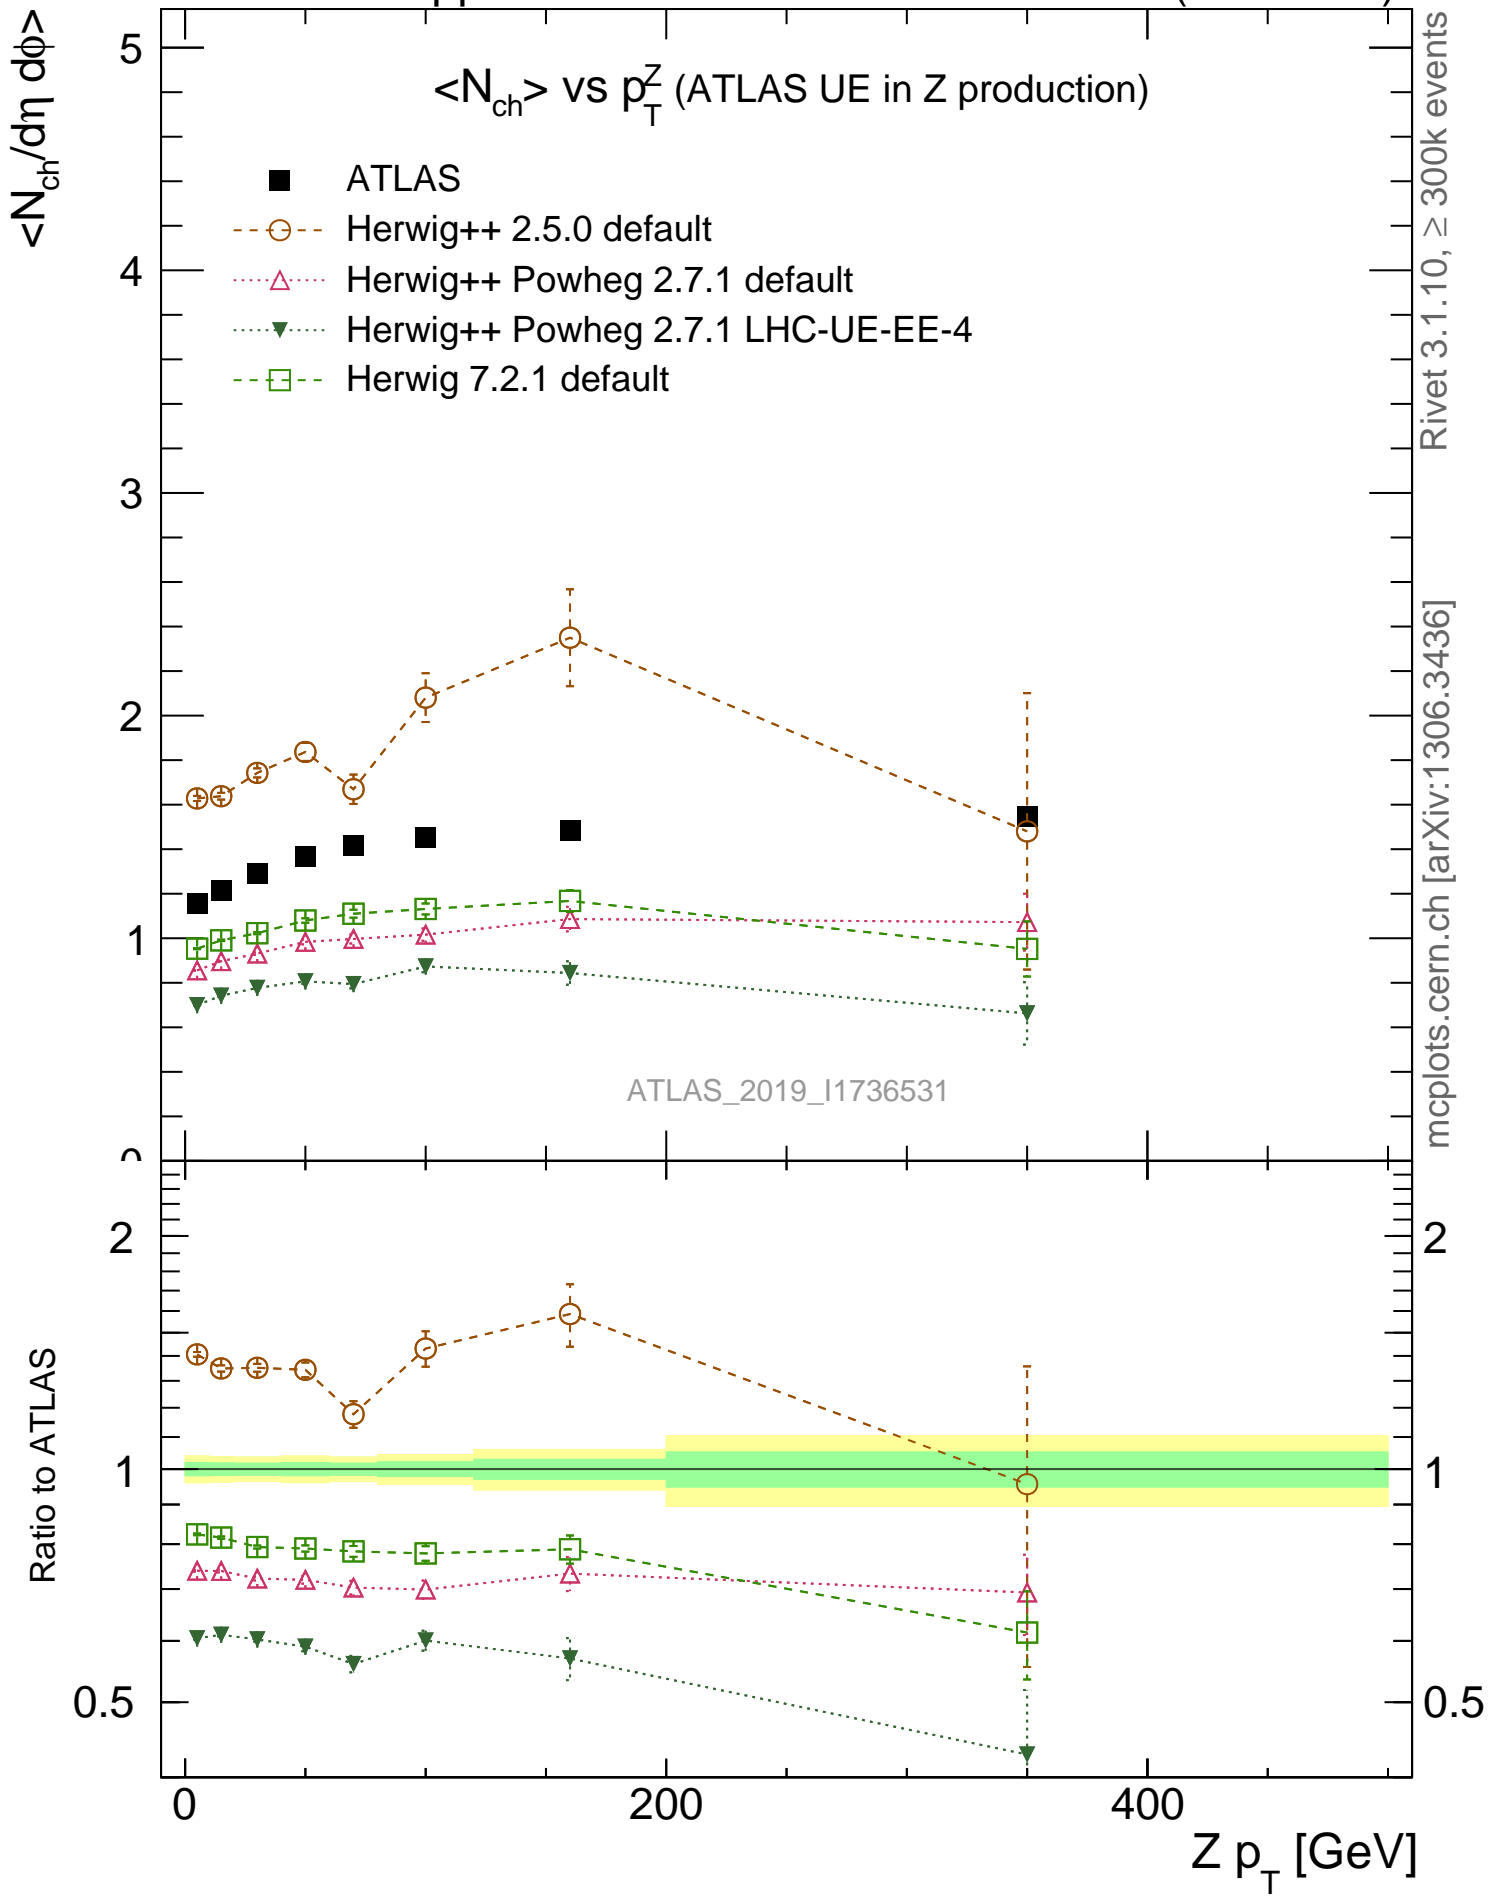 pp
<N_ch/dη dφ>
<N_ch> vs p_T^Z (ATLAS UE in Z production)
ATLAS
Herwig++ 2.5.0 default
Herwig++ Powheg 2.7.1 default
Herwig++ Powheg 2.7.1 LHC-UE-EE-4
Herwig 7.2.1 default
5
4
3
2
1
0
ATLAS_2019_I1736531
Rivet 3.1.10, ≥ 300k events
mcplots.cern.ch [arXiv:1306.3436]
Ratio to ATLAS
2
1
0.5
2
1
0.5
0
200
400
Z p_T [GeV]